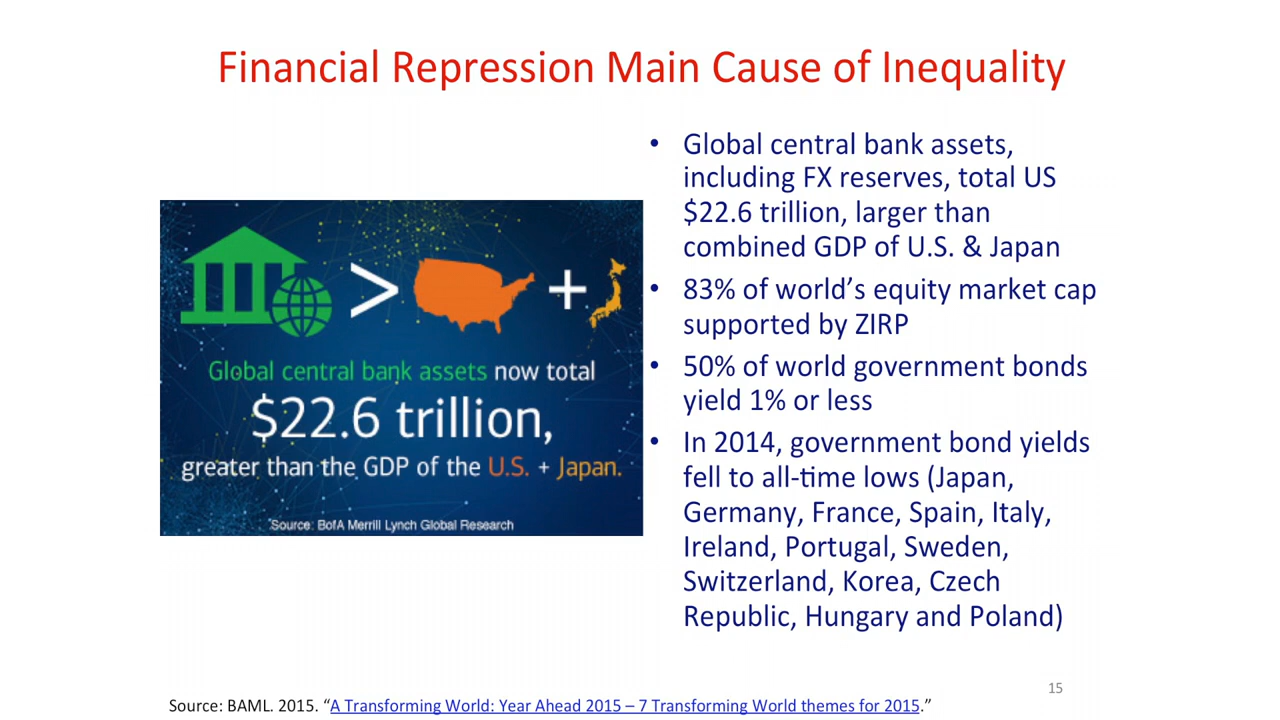 Financial Repression Main Cause of Inequality
• Global central bank assets,
including FX reserves, total US
$22.6 trillion, larger than
combined GDP of U.S. & Japan
• 83% of world’s equity market cap
supported by ZIRP
• 50% of world government bonds
yield 1% or less
• In 2014, government bond yields
fell to all-time lows (Japan,
Germany, France, Spain, Italy,
Ireland, Portugal, Sweden,
Switzerland, Korea, Czech
Republic, Hungary and Poland)
> +
Global central bank assets now total
$22.6 trillion,
greater than the GDP of the U.S. + Japan.
Source: BofA Merrill Lynch Global Research
15
Source: BAML. 2015. “A Transforming World: Year Ahead 2015 – 7 Transforming World themes for 2015.”